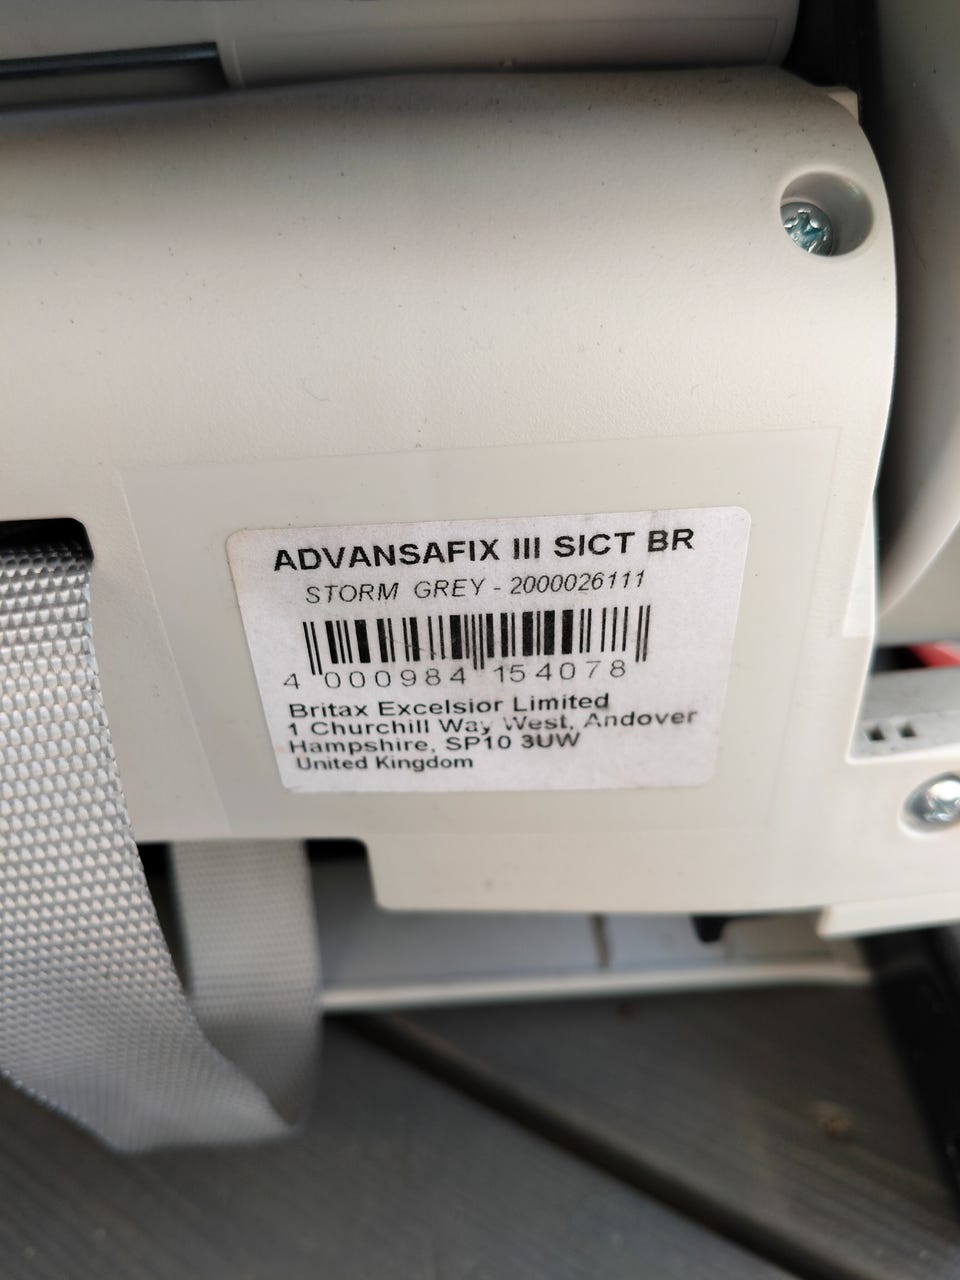 ADVANSAFIX III SICT BR
STORM GREY - 2000026111
4 000984 154078
Britax Excelsior Limited
1 Churchill Way West, Andover
Hampshire, SP10 3UW
United Kingdom